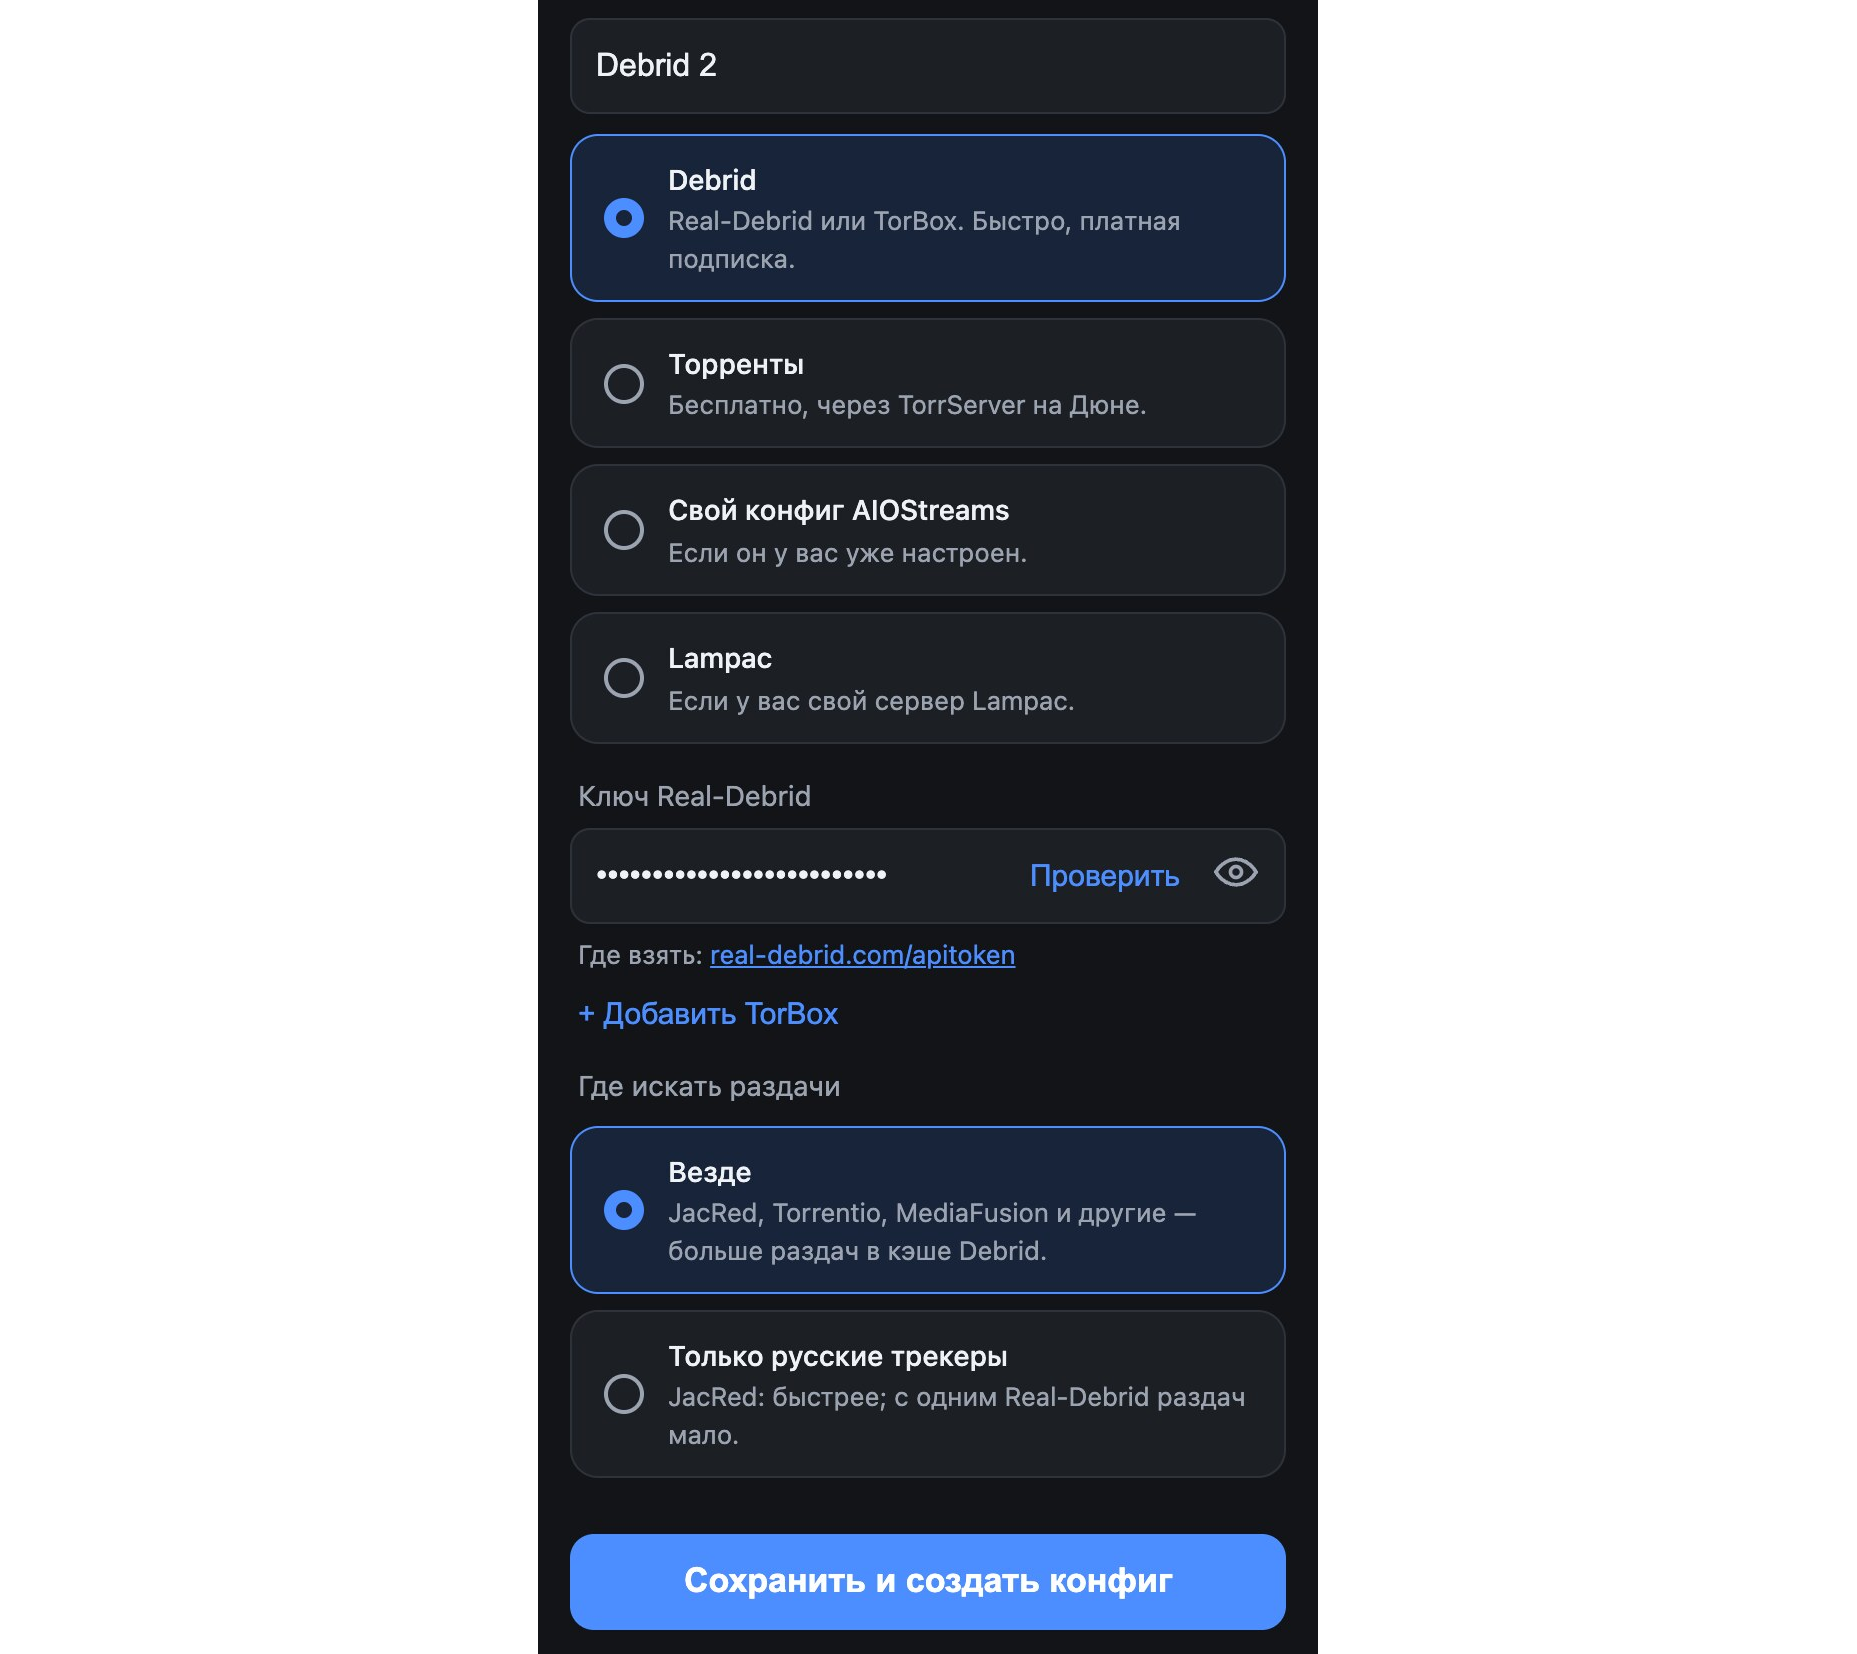 Debrid 2
Debrid
Real-Debrid или TorBox. Быстро, платная
подписка.
Торренты
Бесплатно, через TorrServer на Дюне.
Свой конфиг AIOStreams
Если он у вас уже настроен.
Lampac
Если у вас свой сервер Lampac.
Ключ Real-Debrid
•••••••••••••••••••••••••• Проверить
Где взять: real-debrid.com/apitoken
+ Добавить TorBox
Где искать раздачи
Везде
JacRed, Torrentio, MediaFusion и другие —
больше раздач в кэше Debrid.
Только русские трекеры
JacRed: быстрее; с одним Real-Debrid раздач
мало.
Сохранить и создать конфиг